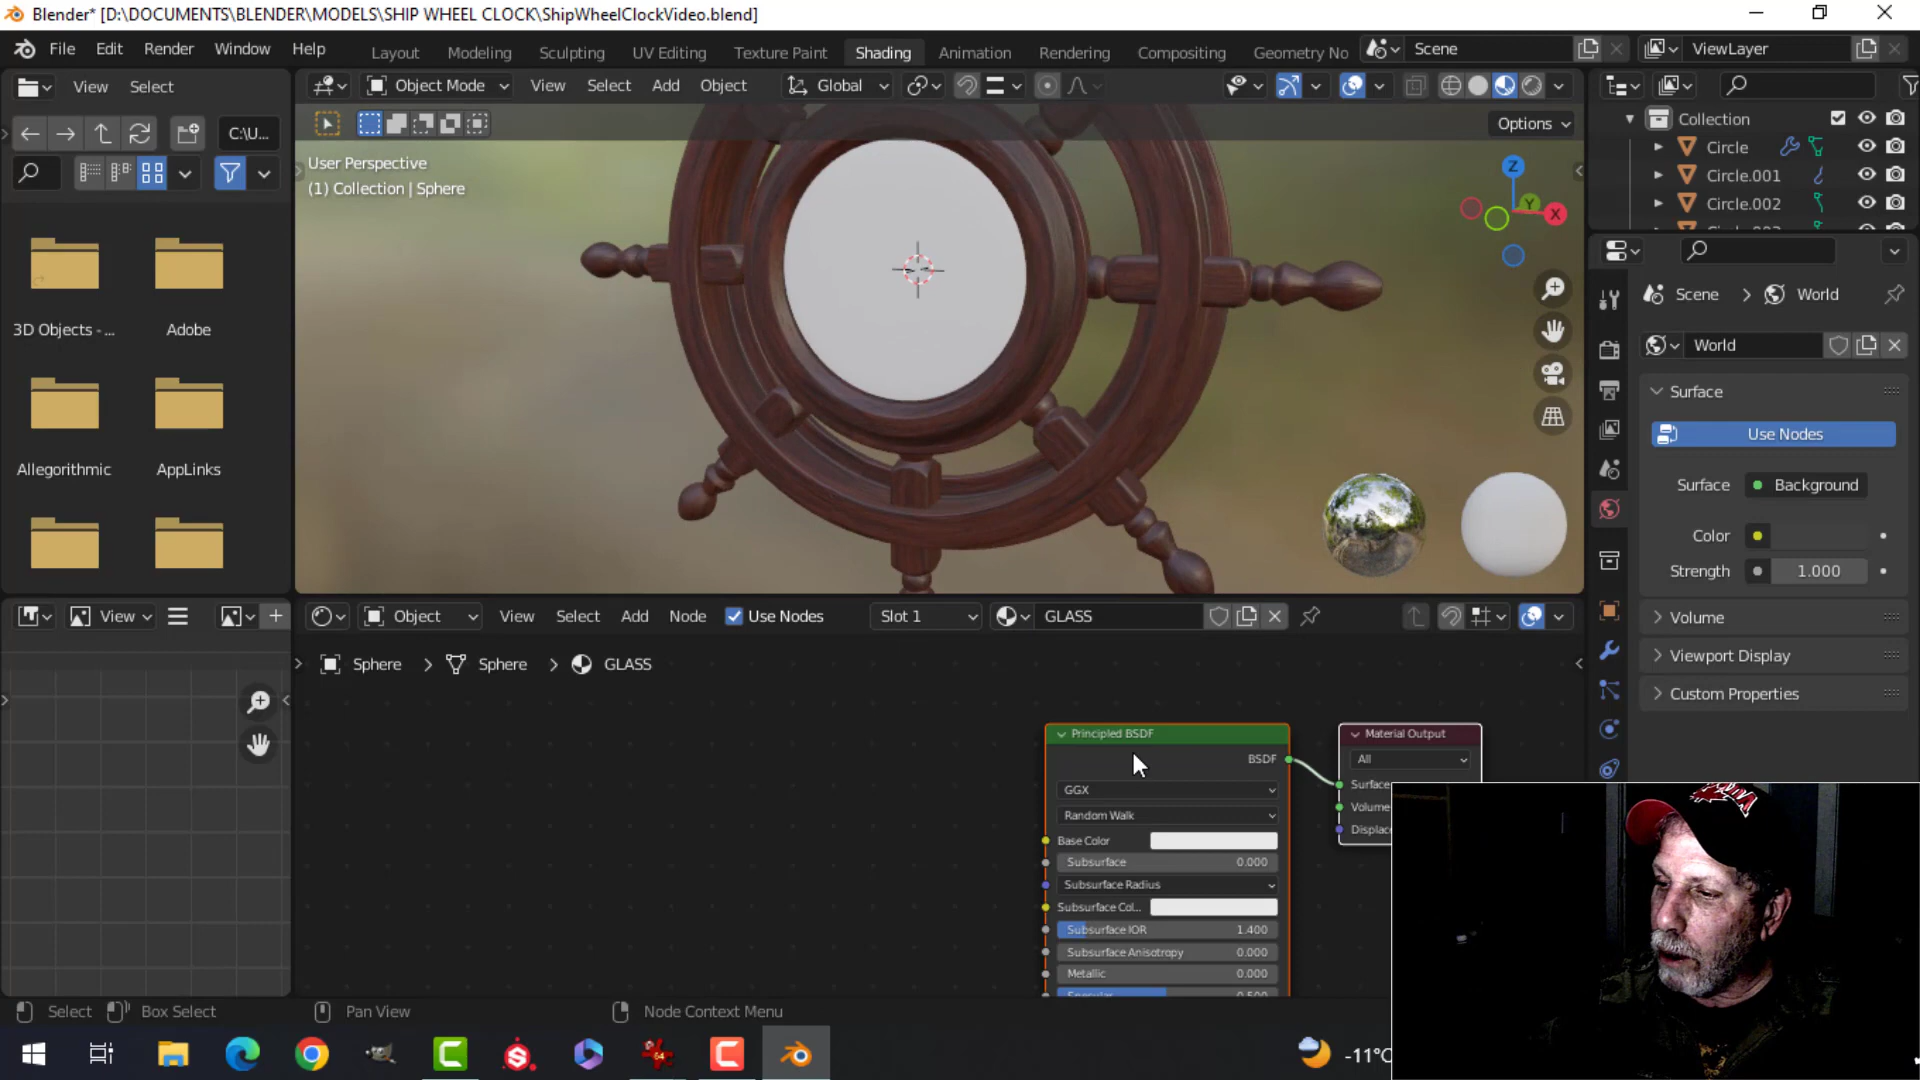 Blender* [D:\DOCUMENTS\BLENDER\MODELS\SHIP WHEEL CLOCK\ShipWheelClockVideo.blend]
File Edit Render Window Help
Layout Modeling Sculpting UV Editing Texture Paint Shading Animation Rendering Compositing Geometry No
Scene ViewLayer
View Select
Object Mode View Select Add Object Global
C:\U...
Options
User Perspective
(1) Collection | Sphere
Z
Y
X
Collection
Circle
Circle.001
Circle.002
3D Objects - ...
Adobe
Allegorithmic
AppLinks
Scene > World
World
Surface
Use Nodes
Surface Background
Color
Strength 1.000
Volume
Viewport Display
Custom Properties
View
Object View Select Add Node Use Nodes Slot 1 GLASS
Sphere > Sphere > GLASS
Principled BSDF
BSDF
GGX
Random Walk
Base Color
Subsurface 0.000
Subsurface Radius
Subsurface Col...
Subsurface IOR 1.400
Subsurface Anisotropy 0.000
Metallic 0.000
Material Output
All
Surface
Volume
Displac
Select Box Select Pan View Node Context Menu
-11°C